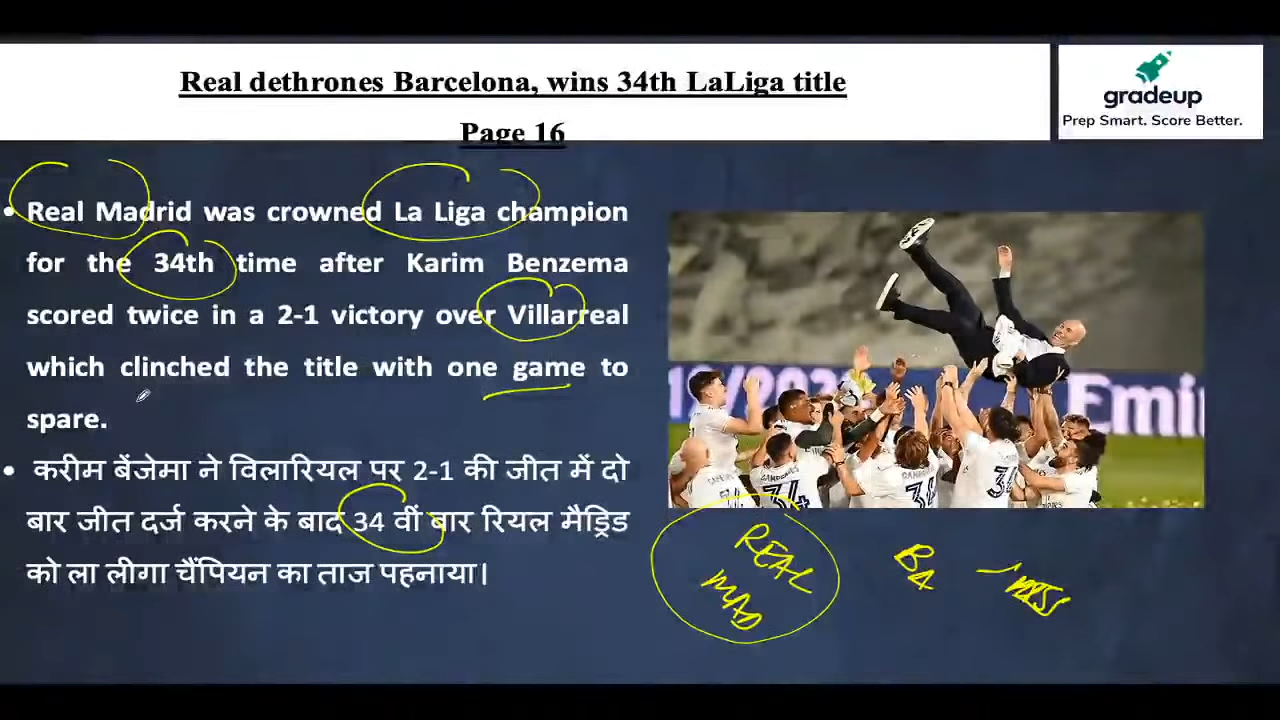 Real dethrones Barcelona, wins 34th LaLiga title
Page 16
gradeup
Prep Smart. Score Better.
• Real Madrid was crowned La Liga champion
for the 34th time after Karim Benzema
scored twice in a 2-1 victory over Villarreal
which clinched the title with one game to
spare.
• करीम बेंजेमा ने विलारियल पर 2-1 की जीत में दो
बार जीत दर्ज करने के बाद 34 वीं बार रियल मैड्रिड
को ला लीगा चैंपियन का ताज पहनाया।
Emi
34
REAL
MAD
BA